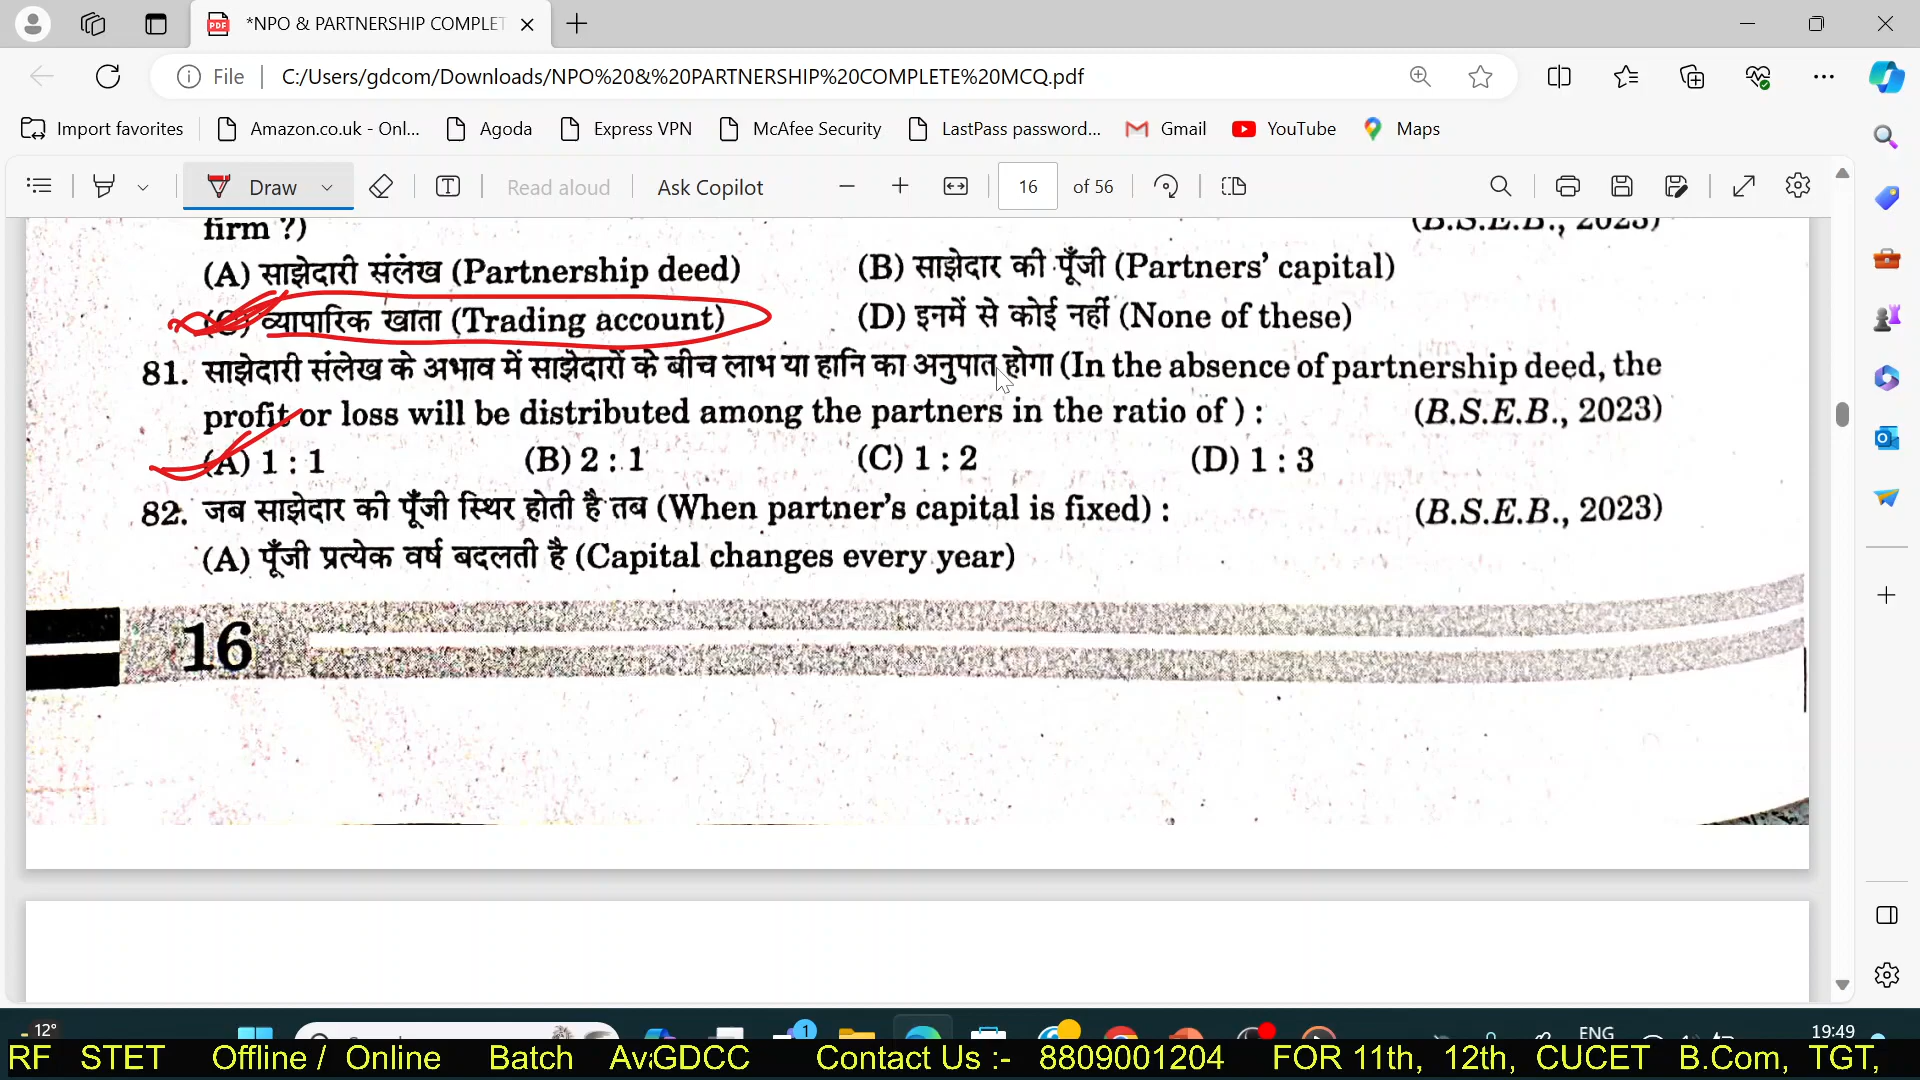 *NPO & PARTNERSHIP COMPLET
File
C:/Users/gdcom/Downloads/NPO%20&%20PARTNERSHIP%20COMPLETE%20MCQ.pdf
Import favorites
Amazon.co.uk - Onl...
Agoda
Express VPN
McAfee Security
LastPass password...
Gmail
YouTube
Maps
Draw
Read aloud
Ask Copilot
16 of 56
firm ?) (B.S.E.B., 2023)
(A) साझेदारी संलेख (Partnership deed) (B) साझेदार की पूँजी (Partners' capital)
(C) व्यापारिक खाता (Trading account) (D) इनमें से कोई नहीं (None of these)
81. साझेदारी संलेख के अभाव में साझेदारों के बीच लाभ या हानि का अनुपात होगा (In the absence of partnership deed, the
profit or loss will be distributed among the partners in the ratio of ) : (B.S.E.B., 2023)
(A) 1 : 1 (B) 2 : 1 (C) 1 : 2 (D) 1 : 3
82. जब साझेदार की पूँजी स्थिर होती है तब (When partner's capital is fixed) : (B.S.E.B., 2023)
(A) पूँजी प्रत्येक वर्ष बदलती है (Capital changes every year)
16
12°
1
ENG
19:49
RF STET Offline / Online Batch Av GDCC Contact Us :- 8809001204 FOR 11th, 12th, CUCET B.Com, TGT,